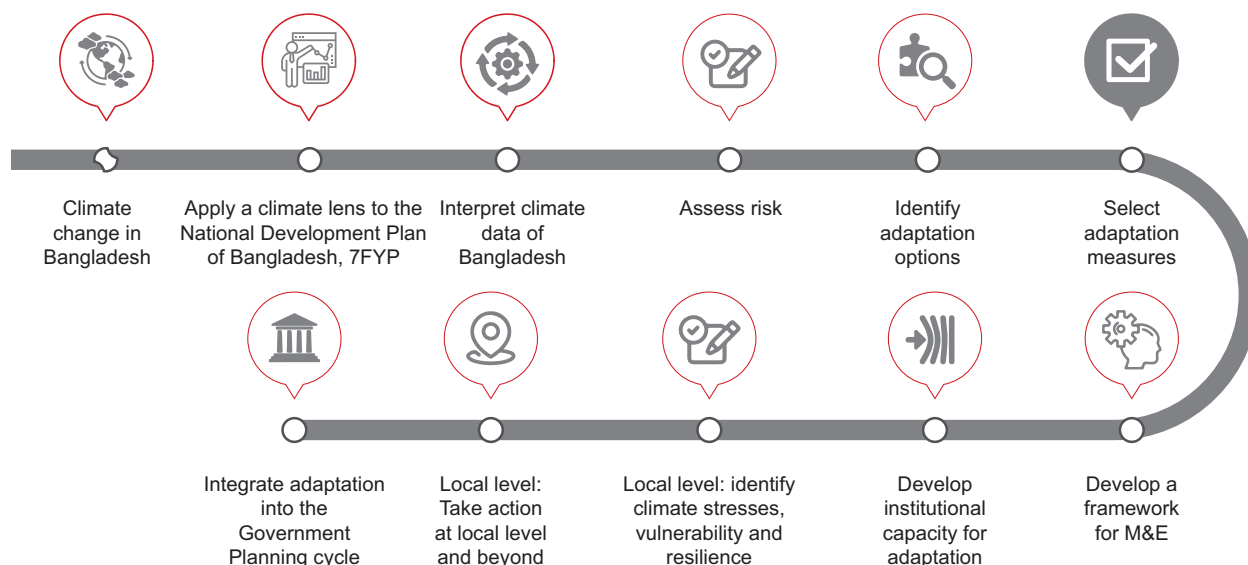 Climate
change in
Bangladesh
Apply a climate lens to the
National Development Plan
of Bangladesh, 7FYP
Interpret climate
data of
Bangladesh
Assess risk
Identify
adaptation
options
Select
adaptation
measures
Integrate adaptation
into the
Government
Planning cycle
Local level:
Take action
at local level
and beyond
Local level: identify
climate stresses,
vulnerability and
resilience
Develop
institutional
capacity for
adaptation
Develop a
framework
for M&E